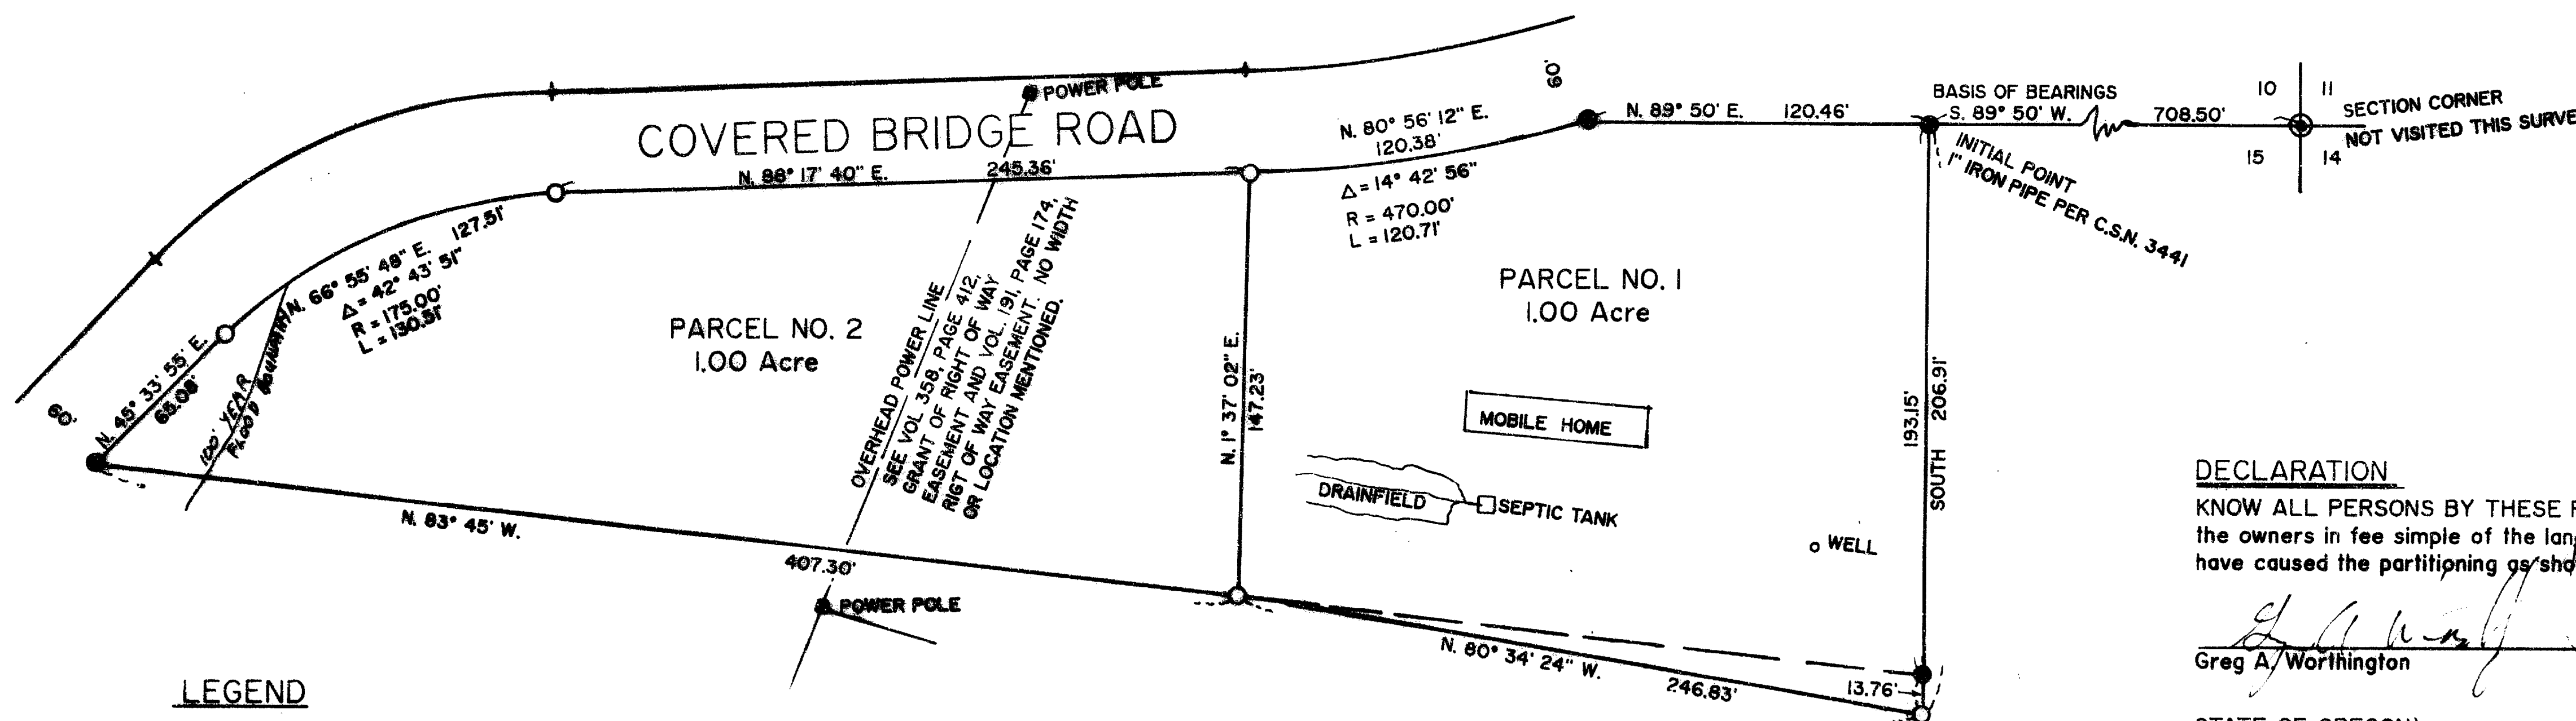 POWER POLE
COVERED BRIDGE ROAD
N. 88° 17' 40" E. 245.36'
N. 80° 56' 12" E.
120.38'
Δ = 14° 42' 56"
R = 470.00'
L = 120.71'
60'
N. 89° 50' E. 120.46'
BASIS OF BEARINGS
S. 89° 50' W. 708.50'
10 11
15 14
SECTION CORNER
NOT VISITED THIS SURVE
INITIAL POINT
1" IRON PIPE PER C.S.N. 3441
N. 66° 55' 48" E. 127.51'
Δ = 42° 43' 51"
R = 175.00'
L = 130.51'
N. 45° 33' 55" E.
65.08'
60'
100' YEAR
FLOOD BOUNDARY
PARCEL NO. 2
1.00 Acre
OVERHEAD POWER LINE
SEE VOL 358, PAGE 412,
GRANT OF RIGHT OF WAY
EASEMENT AND VOL. 191, PAGE 174,
RIGT OF WAY EASEMENT. NO WIDTH
OR LOCATION MENTIONED.
N. 1° 37' 02" E.
147.23'
PARCEL NO. 1
1.00 Acre
MOBILE HOME
DRAINFIELD
SEPTIC TANK
WELL
193.15'
SOUTH 206.91'
N. 83° 45' W.
407.30'
POWER POLE
N. 80° 34' 24" W.
246.83'
13.76'
LEGEND
DECLARATION
KNOW ALL PERSONS BY THESE
the owners in fee simple of the lan
have caused the partitioning as sho
Greg A. Worthington
STATE OF OREGON)